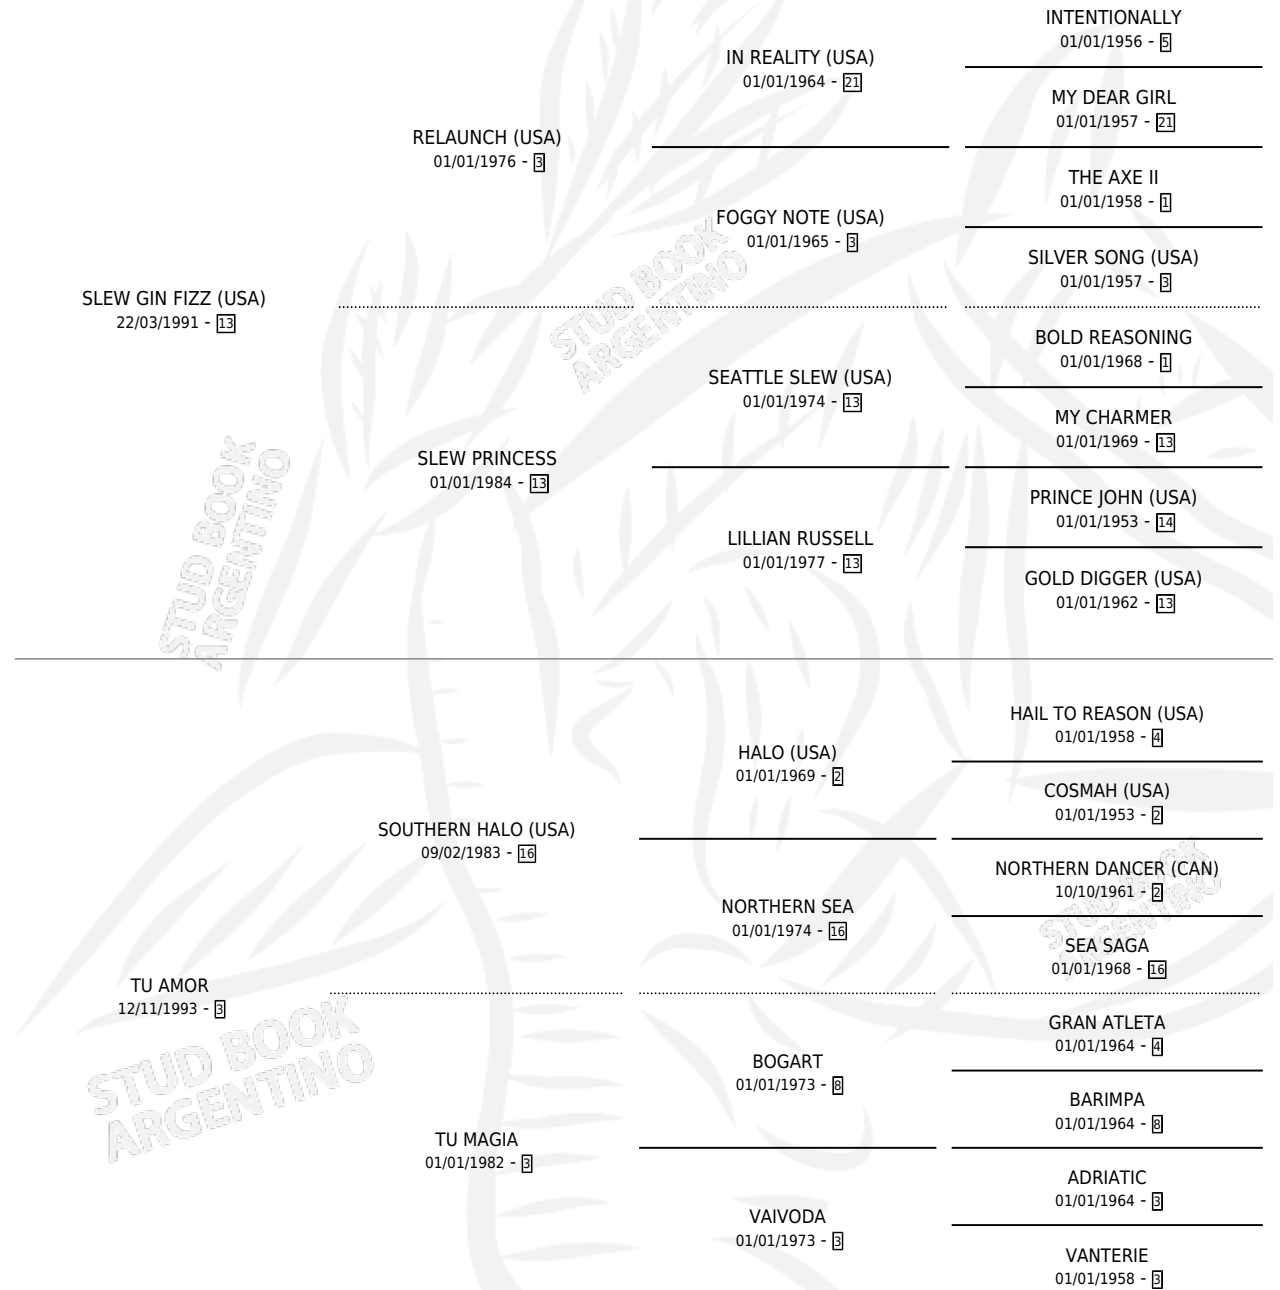 INTENTIONALLY
01/01/1956 - 5
IN REALITY (USA)
01/01/1964 - 21
MY DEAR GIRL
01/01/1957 - 21
RELAUNCH (USA)
01/01/1976 - 3
THE AXE II
01/01/1958 - 1
FOGGY NOTE (USA)
01/01/1965 - 3
SILVER SONG (USA)
01/01/1957 - 3
SLEW GIN FIZZ (USA)
22/03/1991 - 13
STUD BOOK
ARGENTINO
BOLD REASONING
01/01/1968 - 1
SEATTLE SLEW (USA)
01/01/1974 - 13
MY CHARMER
01/01/1969 - 13
SLEW PRINCESS
01/01/1984 - 13
PRINCE JOHN (USA)
01/01/1953 - 14
LILLIAN RUSSELL
01/01/1977 - 13
GOLD DIGGER (USA)
01/01/1962 - 13
STUD BOOK
ARGENTINO
HAIL TO REASON (USA)
01/01/1958 - 4
HALO (USA)
01/01/1969 - 2
COSMAH (USA)
01/01/1953 - 2
SOUTHERN HALO (USA)
09/02/1983 - 16
NORTHERN DANCER (CAN)
10/10/1961 - 2
NORTHERN SEA
01/01/1974 - 16
SEA SAGA
01/01/1968 - 16
STUD BOOK
ARGENTINO
TU AMOR
12/11/1993 - 3
STUD BOOK
ARGENTINO
GRAN ATLETA
01/01/1964 - 4
BOGART
01/01/1973 - 8
BARIMPA
01/01/1964 - 8
TU MAGIA
01/01/1982 - 3
ADRIATIC
01/01/1964 - 3
VAIVODA
01/01/1973 - 3
VANTERIE
01/01/1958 - 3